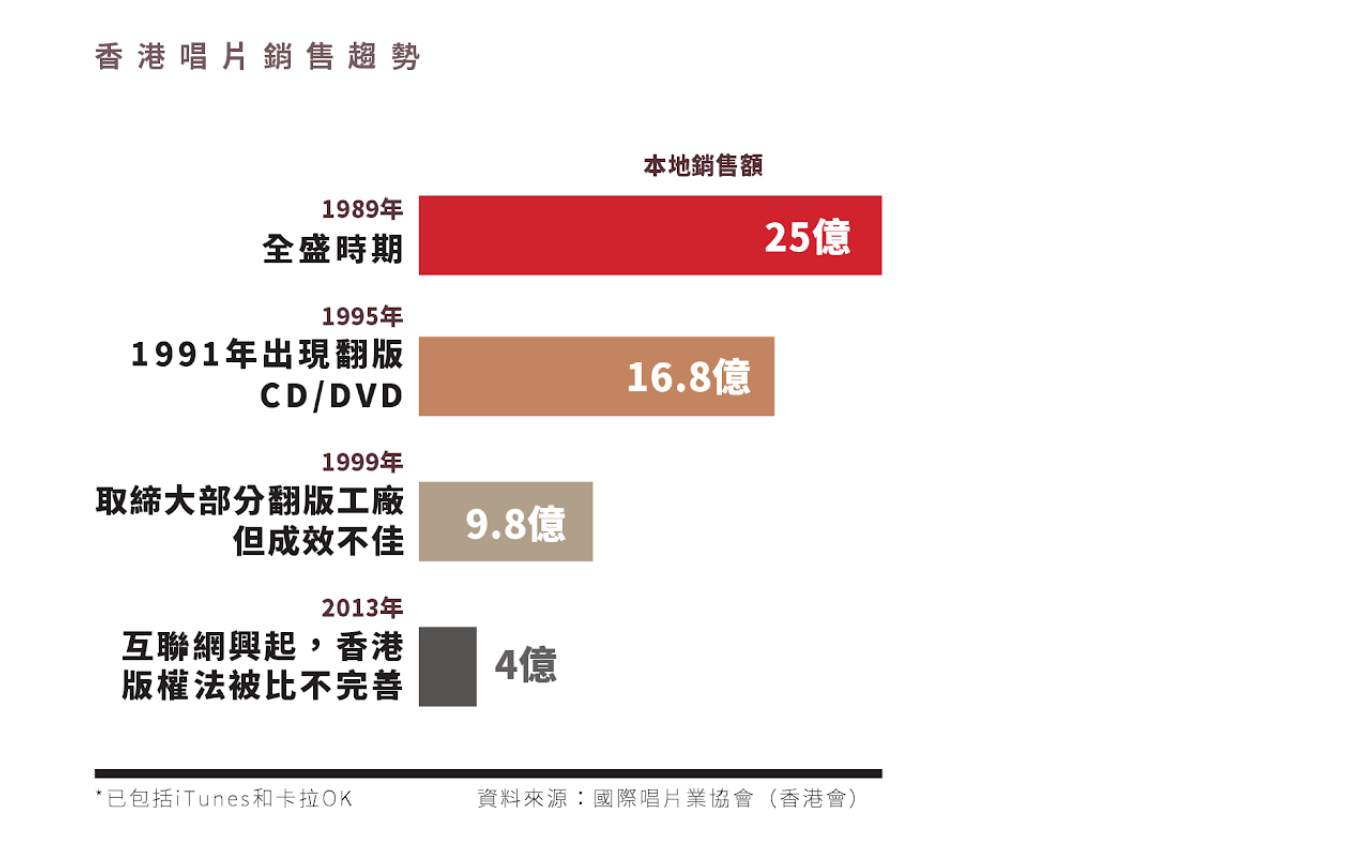 香港唱片銷售趨勢
本地銷售額
1989年
全盛時期
25億
1995年
1991年出現翻版
CD/DVD
16.8億
1999年
取締大部分翻版工廠
但成效不佳
9.8億
2013年
互聯網興起，香港
版權法被比不完善
4億
*已包括iTunes和卡拉OK
資料來源：國際唱片業協會（香港會）